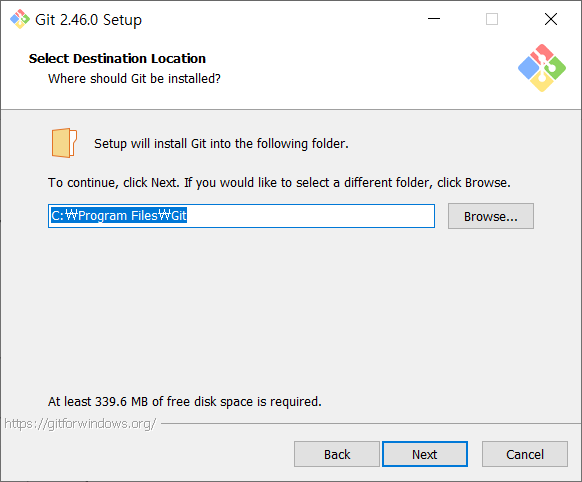 Git 2.46.0 Setup
Select Destination Location
Where should Git be installed?
Setup will install Git into the following folder.
To continue, click Next. If you would like to select a different folder, click Browse.
C:₩Program Files₩Git
Browse...
At least 339.6 MB of free disk space is required.
https://gitforwindows.org/
Back
Next
Cancel